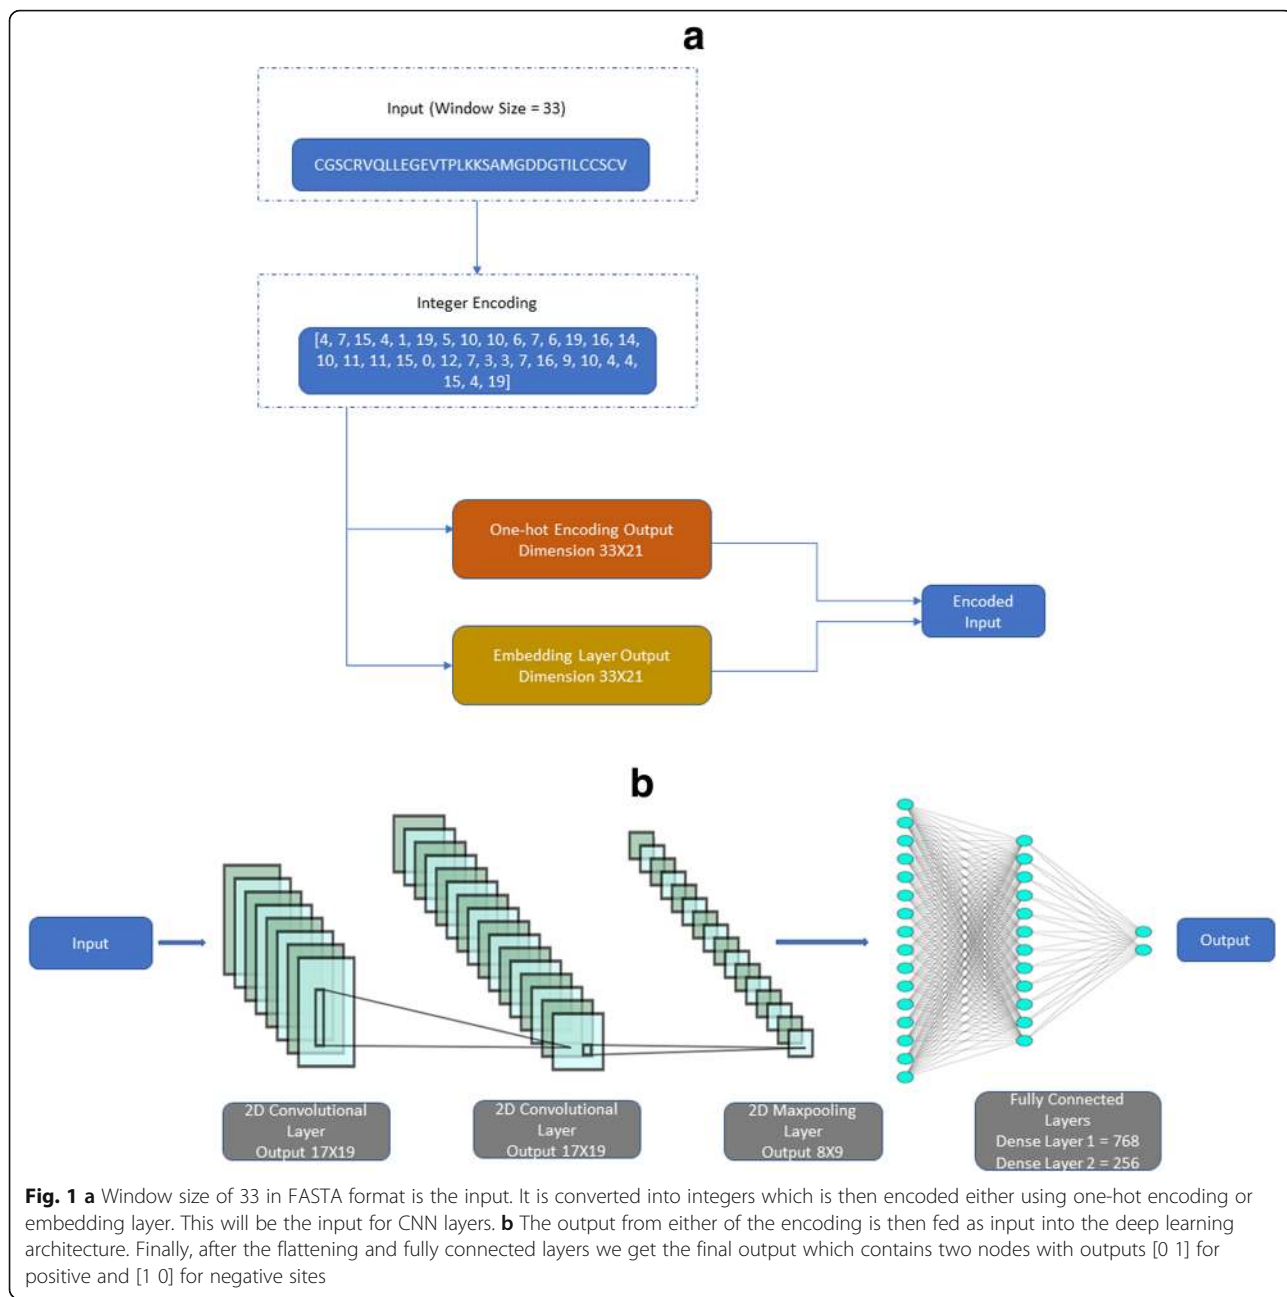 a
Input (Window Size = 33)
CGSCRVQLLEGEVTPLKKSAMGDDGTILCCSCV
Integer Encoding
[4, 7, 15, 4, 1, 19, 5, 10, 10, 6, 7, 6, 19, 16, 14,
10, 11, 11, 15, 0, 12, 7, 3, 3, 7, 16, 9, 10, 4, 4,
15, 4, 19]
One-hot Encoding Output
Dimension 33X21
Encoded
Input
Embedding Layer Output
Dimension 33X21
b
Input
Output
2D Convolutional
Layer
Output 17X19
2D Convolutional
Layer
Output 17X19
2D Maxpooling
Layer
Output 8X9
Fully Connected
Layers
Dense Layer 1 = 768
Dense Layer 2 = 256
Fig. 1 a Window size of 33 in FASTA format is the input. It is converted into integers which is then encoded either using one-hot encoding or
embedding layer. This will be the input for CNN layers. b The output from either of the encoding is then fed as input into the deep learning
architecture. Finally, after the flattening and fully connected layers we get the final output which contains two nodes with outputs [0 1] for
positive and [1 0] for negative sites